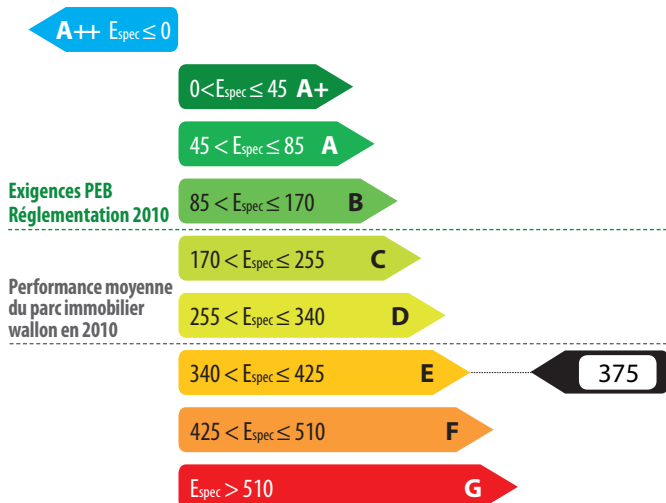 A++ Espec ≤ 0
0<Espec ≤ 45 A+
45 < Espec ≤ 85 A
Exigences PEB
Réglementation 2010
85 < Espec ≤ 170 B
170 < Espec ≤ 255 C
Performance moyenne
du parc immobilier
wallon en 2010
255 < Espec ≤ 340 D
340 < Espec ≤ 425 E
375
425 < Espec ≤ 510 F
Espec > 510 G